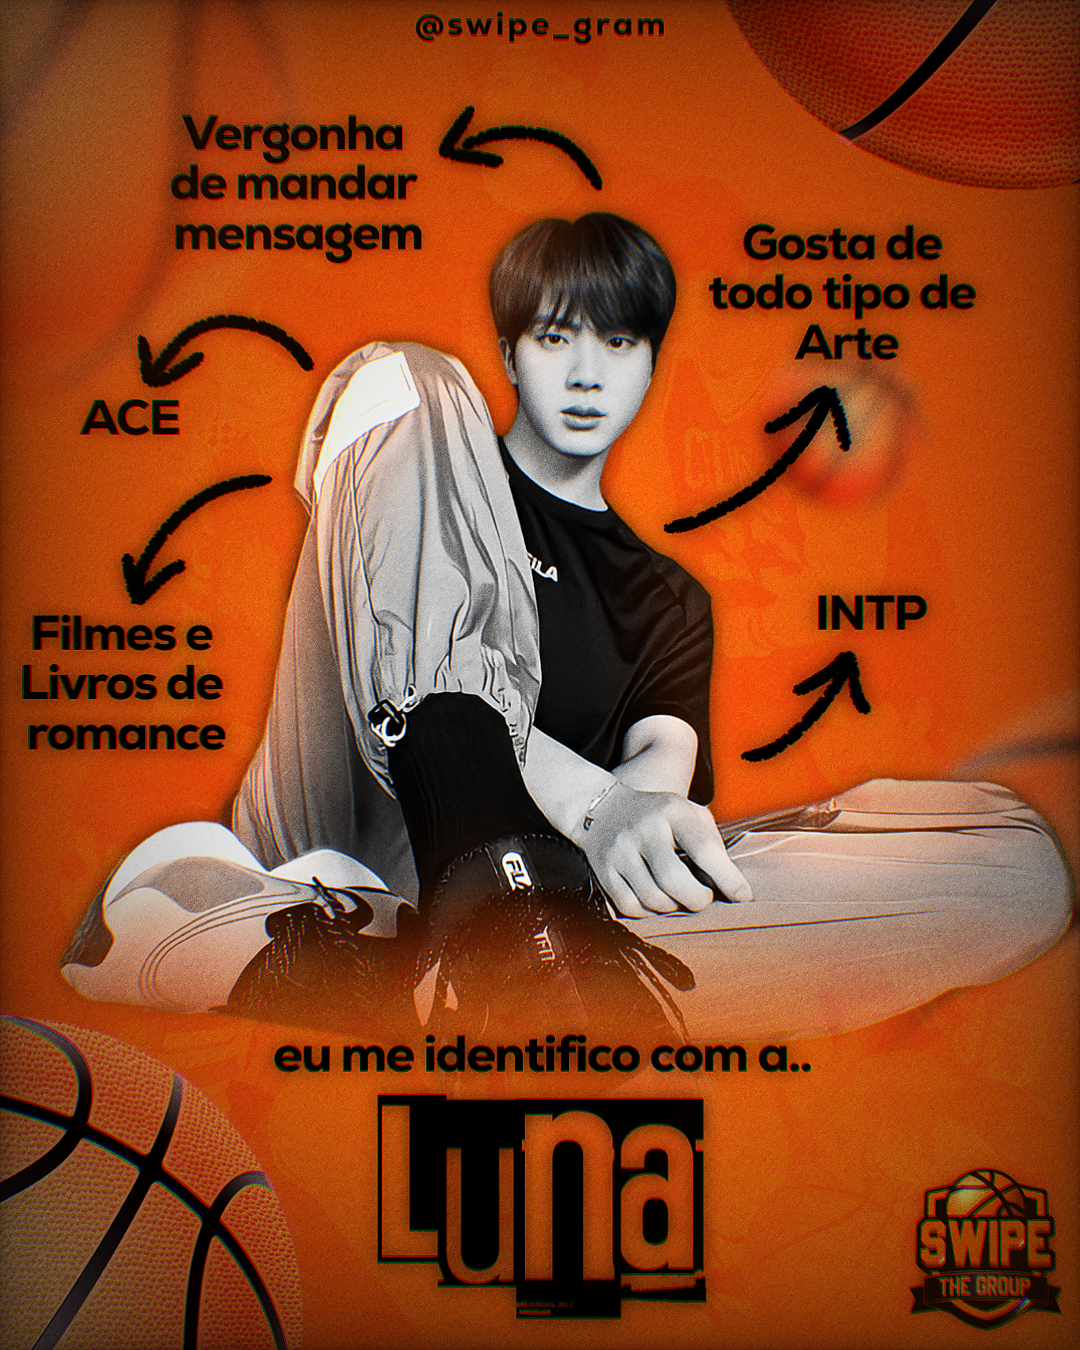 @swipe_gram
Vergonha
de mandar
mensagem
Gosta de
todo tipo de
Arte
ACE
Filmes e
Livros de
romance
INTP
FILA
eu me identifico com a..
Luna
SWIPE
THE GROUP